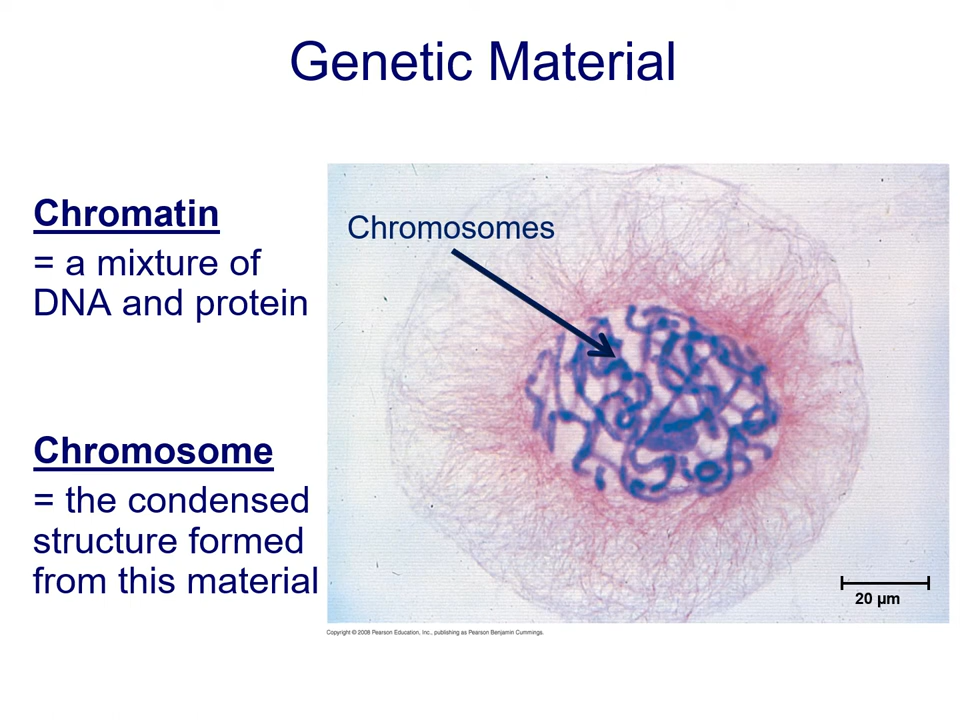 Genetic Material
Chromatin
= a mixture of
DNA and protein
Chromosomes
Chromosome
= the condensed
structure formed
from this material
20 µm
Copyright © 2008 Pearson Education, Inc., publishing as Pearson Benjamin Cummings.